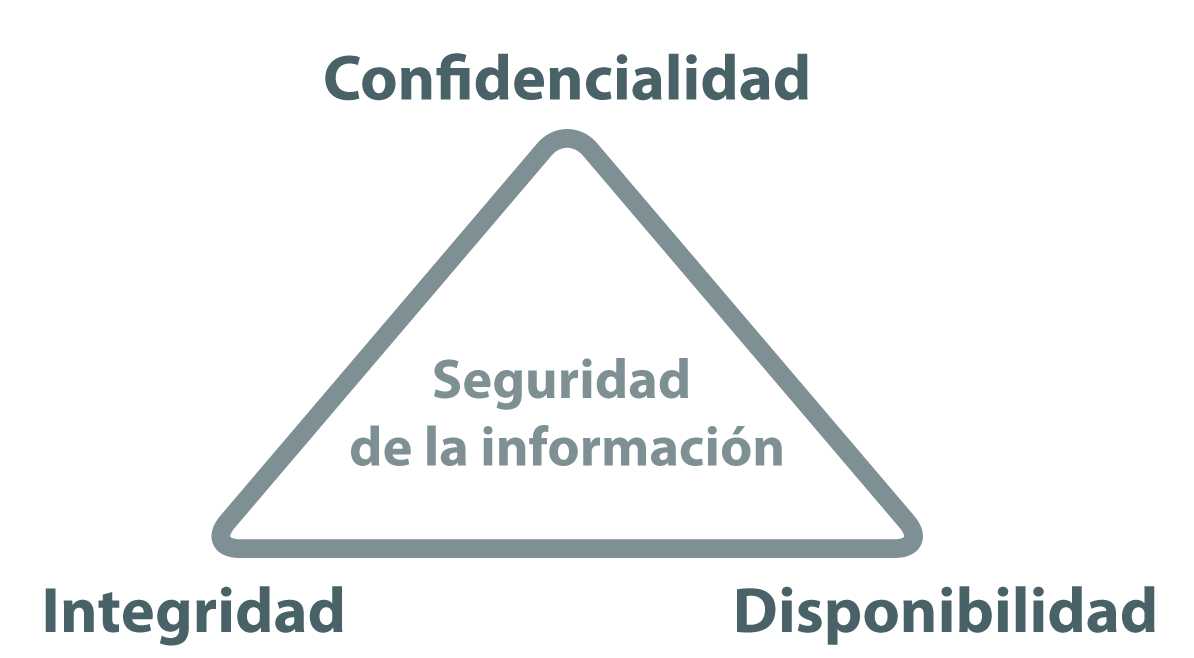 Confidencialidad
Seguridad
de la información
Integridad
Disponibilidad